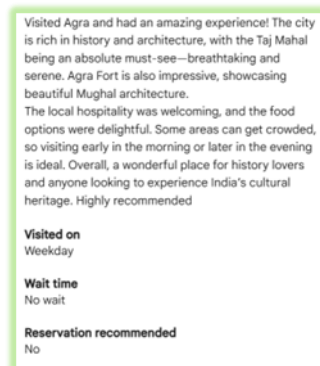 Visited Agra and had an amazing experience! The city
is rich in history and architecture, with the Taj Mahal
being an absolute must-see—breathtaking and
serene. Agra Fort is also impressive, showcasing
beautiful Mughal architecture.
The local hospitality was welcoming, and the food
options were delightful. Some areas can get crowded,
so visiting early in the morning or later in the evening
is ideal. Overall, a wonderful place for history lovers
and anyone looking to experience India's cultural
heritage. Highly recommended
Visited on
Weekday
Wait time
No wait
Reservation recommended
No